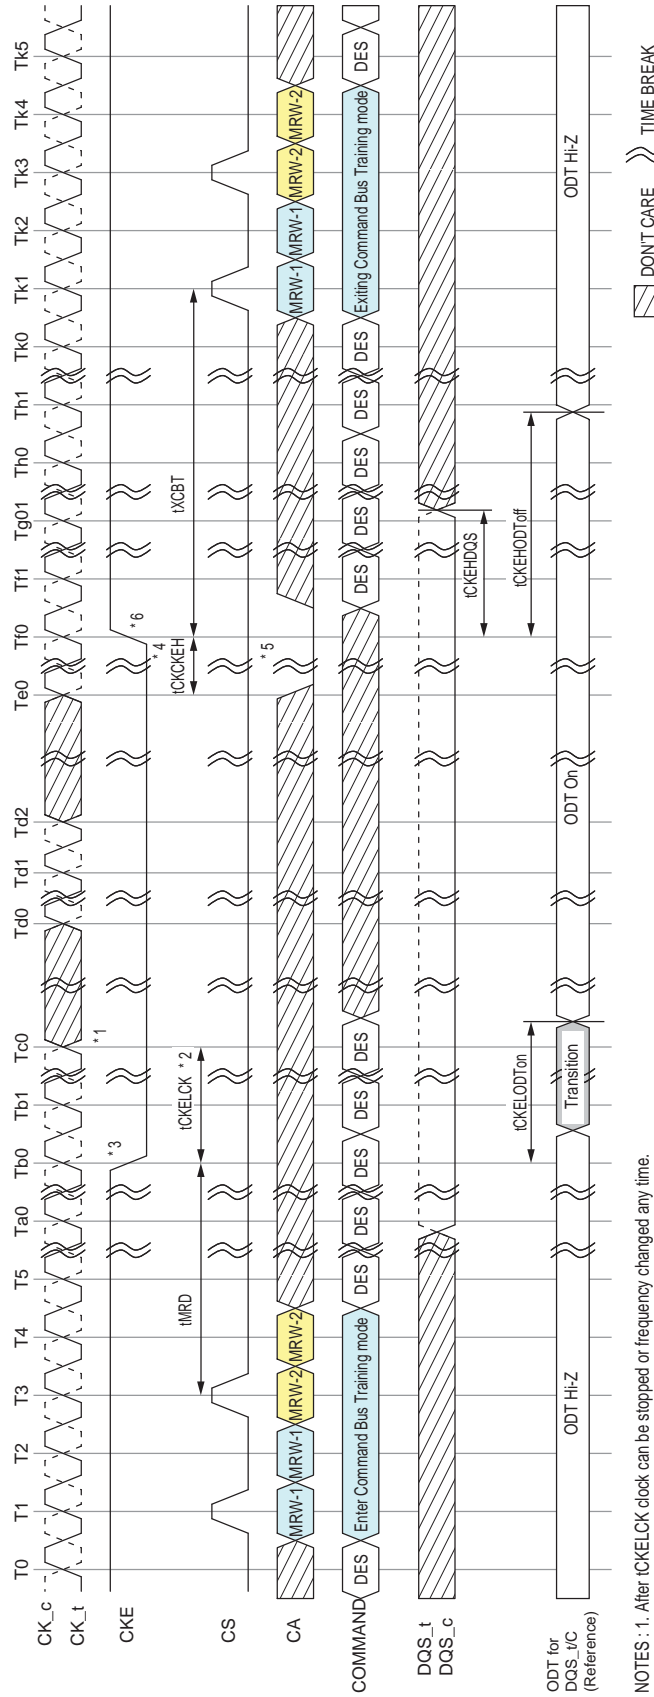 T0 T1 T2 T3 T4 T5 Ta0 Tb0 Tb1 Tc0 Td0 Td1 Td2 Te0 Tf0 Tf1 Tg01 Th0 Th1 Tk0 Tk1 Tk2 Tk3 Tk4 Tk5
CK_c
CK_t
CKE
* 3
* 1
* 6
* 4
tMRD
tCKELCK * 2
tCKCKEH
tXCBT
CS
* 5
CA
MRW-1 MRW-1 MRW-2 MRW-2
MRW-1 MRW-1 MRW-2 MRW-2
COMMAND
DES Enter Command Bus Training mode DES DES DES DES DES DES DES DES DES DES Exiting Command Bus Training mode DES
DQS_t
DQS_c
tCKEHDQS
tCKELODTon
tCKEHODToff
ODT for
DQS_t/C
(Reference)
ODT Hi-Z Transition ODT On ODT Hi-Z
DON'T CARE TIME BREAK
NOTES : 1. After tCKELCK clock can be stopped or frequency changed any time.